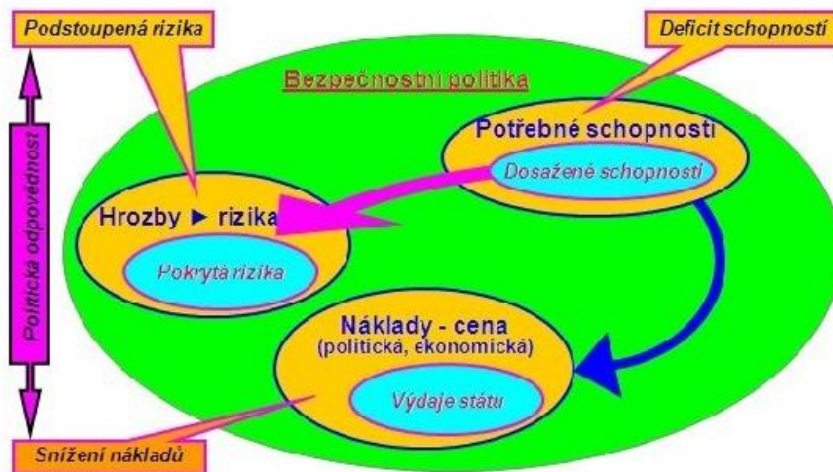 Podstoupená rizika
Deficit schopností
Bezpečnostní politika
Potřebné schopnosti
Dosažené schopnosti
Politická odpovědnost
Hrozby ► rizika
Pokrytá rizika
Náklady - cena
(politická, ekonomická)
Výdaje státu
Snížení nákladů